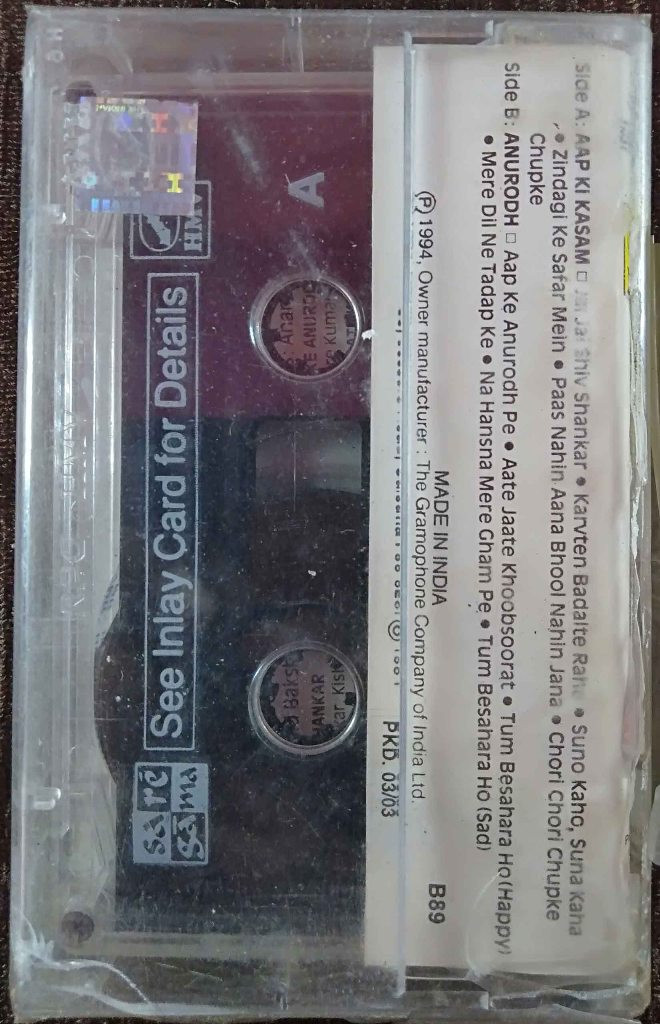 Side A: AAP KI KASAM □ Jai Jai Shiv Shankar • Karvten Badalte Rahe • Suno Kaho, Suna Kaha
• Zindagi Ke Safar Mein • Paas Nahin Aana Bhool Nahin Jana • Chori Chori Chupke
Chupke
Side B: ANURODH □ Aap Ke Anurodh Pe • Aate Jaate Khoobsoorat • Tum Besahara Ho (Happy)
• Mere Dil Ne Tadap Ke • Na Hansna Mere Gham Pe • Tum Besahara Ho (Sad)
MADE IN INDIA
B89
Ⓟ 1994, Owner manufacturer : The Gramophone Company of India Ltd.
PKD. 03/03
A
HMV
See Inlay Card for Details
sa re
ga ma